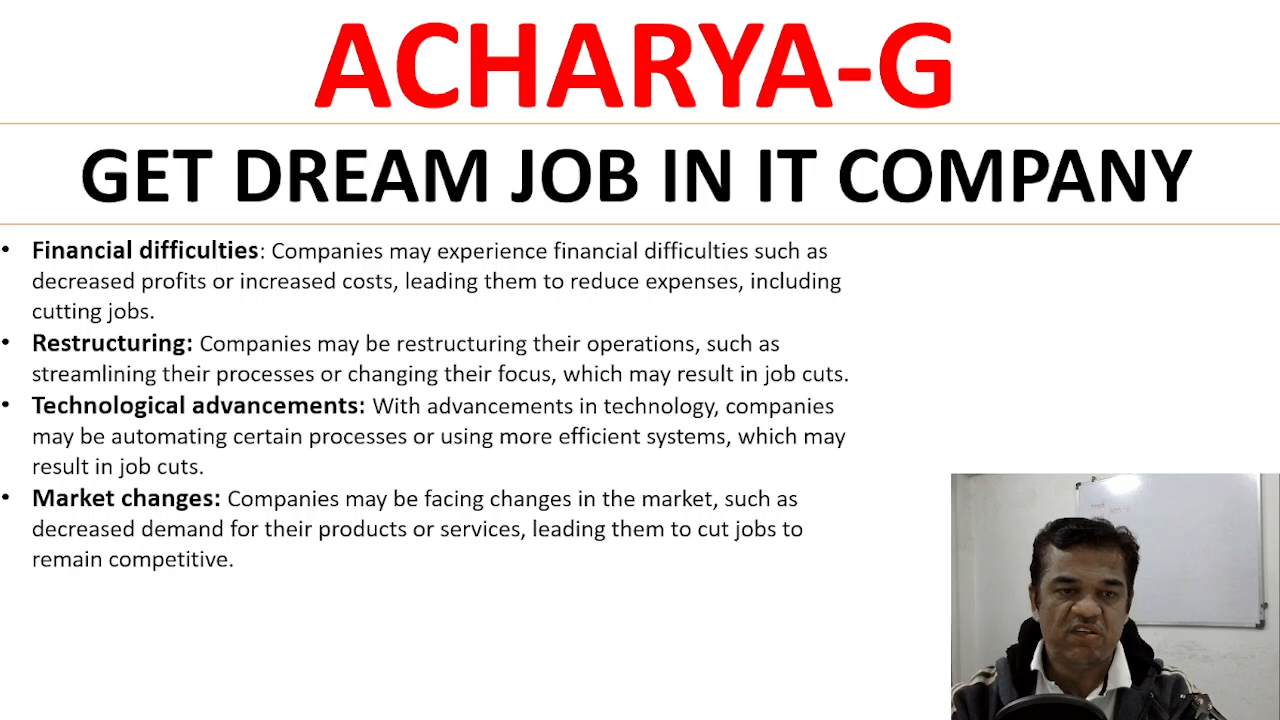 ACHARYA-G
GET DREAM JOB IN IT COMPANY
• Financial difficulties: Companies may experience financial difficulties such as
decreased profits or increased costs, leading them to reduce expenses, including
cutting jobs.
• Restructuring: Companies may be restructuring their operations, such as
streamlining their processes or changing their focus, which may result in job cuts.
• Technological advancements: With advancements in technology, companies
may be automating certain processes or using more efficient systems, which may
result in job cuts.
• Market changes: Companies may be facing changes in the market, such as
decreased demand for their products or services, leading them to cut jobs to
remain competitive.